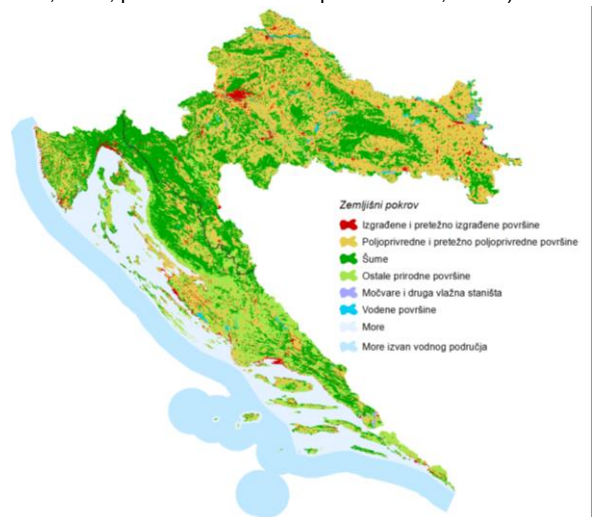 Zemljišni pokrov
Izgrađene i pretežno izgrađene površine
Poljoprivredne i pretežno poljoprivredne površine
Šume
Ostale prirodne površine
Močvare i druga vlažna staništa
Vodene površine
More
More izvan vodnog područja